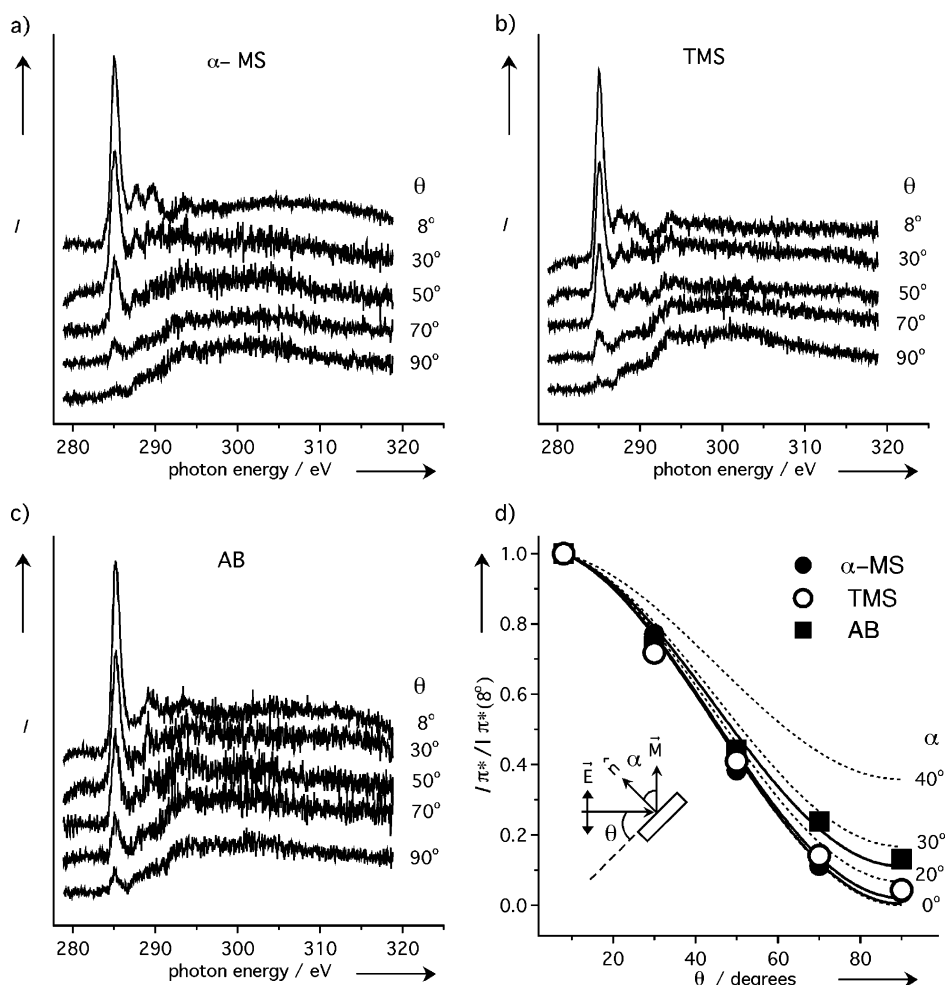 a)
α- MS
I
θ
8°
30°
50°
70°
90°
280 290 300 310 320
photon energy / eV
b)
TMS
θ
8°
30°
50°
70°
90°
280 290 300 310 320
photon energy / eV
c)
AB
I
θ
8°
30°
50°
70°
90°
280 290 300 310 320
photon energy / eV
d)
I π*/I π*(8°)
1.0
0.8
0.6
0.4
0.2
0.0
α-MS
TMS
AB
α
40°
30°
20°
0°
E n α M
θ
20 40 60 80
θ / degrees